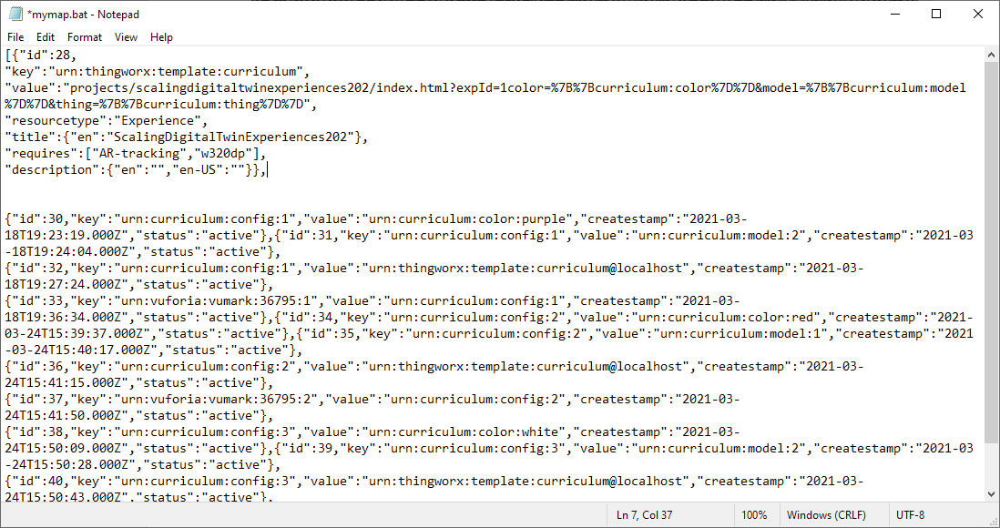 *mymap.bat - Notepad
File Edit Format View Help
[{"id":28,
"key":"urn:thingworx:template:curriculum",
"value":"projects/scalingdigitaltwinexperiences202/index.html?expId=1color=%7B%7Bcurriculum:color%7D%7D&model=%7B%7Bcurriculum:model
%7D%7D&thing=%7B%7Bcurriculum:thing%7D%7D",
"resourcetype":"Experience",
"title":{"en":"ScalingDigitalTwinExperiences202"},
"requires":["AR-tracking","w320dp"],
"description":{"en":"","en-US":""}},
{"id":30,"key":"urn:curriculum:config:1","value":"urn:curriculum:color:purple","createstamp":"2021-03-
18T19:23:19.000Z","status":"active"},{"id":31,"key":"urn:curriculum:config:1","value":"urn:curriculum:model:2","createstamp":"2021-03
-18T19:24:04.000Z","status":"active"},
{"id":32,"key":"urn:curriculum:config:1","value":"urn:thingworx:template:curriculum@localhost","createstamp":"2021-03-
18T19:27:24.000Z","status":"active"},
{"id":33,"key":"urn:vuforia:vumark:36795:1","value":"urn:curriculum:config:1","createstamp":"2021-03-
18T19:36:34.000Z","status":"active"},{"id":34,"key":"urn:curriculum:config:2","value":"urn:curriculum:color:red","createstamp":"2021-
03-24T15:39:37.000Z","status":"active"},{"id":35,"key":"urn:curriculum:config:2","value":"urn:curriculum:model:1","createstamp":"2021
-03-24T15:40:17.000Z","status":"active"},
{"id":36,"key":"urn:curriculum:config:2","value":"urn:thingworx:template:curriculum@localhost","createstamp":"2021-03-
24T15:41:15.000Z","status":"active"},
{"id":37,"key":"urn:vuforia:vumark:36795:2","value":"urn:curriculum:config:2","createstamp":"2021-03-
24T15:41:50.000Z","status":"active"},
{"id":38,"key":"urn:curriculum:config:3","value":"urn:curriculum:color:white","createstamp":"2021-03-
24T15:50:09.000Z","status":"active"},{"id":39,"key":"urn:curriculum:config:3","value":"urn:curriculum:model:2","createstamp":"2021-03
-24T15:50:28.000Z","status":"active"},
{"id":40,"key":"urn:curriculum:config:3","value":"urn:thingworx:template:curriculum@localhost","createstamp":"2021-03-
24T15:50:43.000Z","status":"active"},
Ln 7, Col 37 100% Windows (CRLF) UTF-8